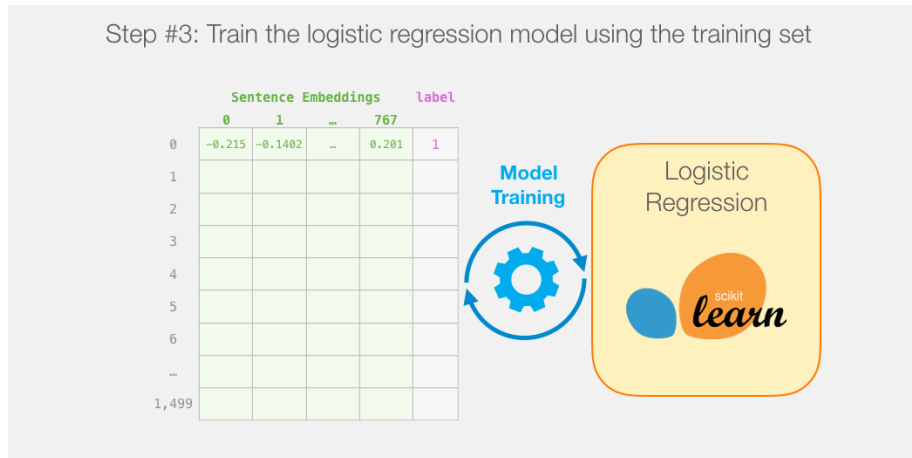 Step #3: Train the logistic regression model using the training set
Sentence Embeddings label
0 1 … 767
0 -0.215 -0.1402 … 0.201 1
1
2
3
4
5
6
…
1,499
Model
Training
Logistic
Regression
scikit
learn